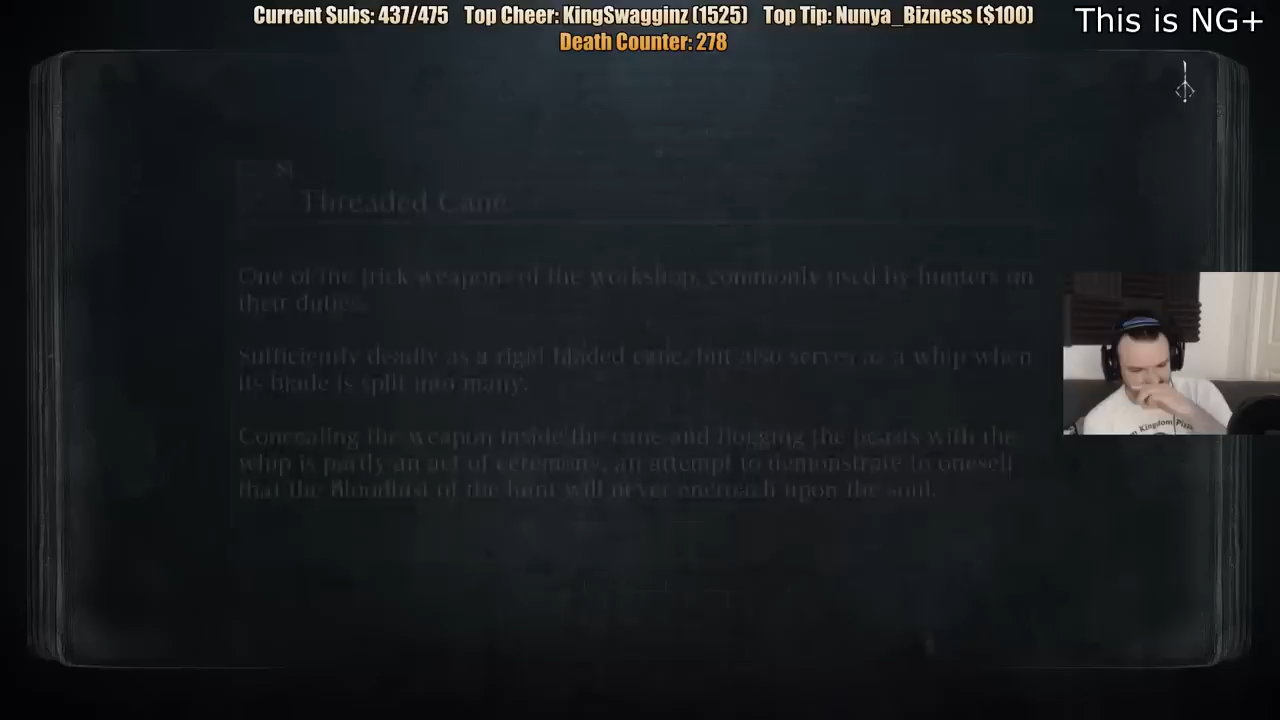 Current Subs: 437/475 Top Cheer: KingSwagginz (1525) Top Tip: Nunya_Bizness ($100)
This is NG+
Death Counter: 278
Threaded Cane
One of the trick weapons of the workshop, commonly used by hunters on
their duties.
Sufficiently deadly as a rigid bladed cane, but also serves as a whip when
its blade is split into many.
Concealing the weapon inside the cane and flogging the beasts with the
whip is partly an act of ceremony, an attempt to demonstrate to oneself
that the bloodlust of the hunt will never encroach upon the soul.
Kingdom